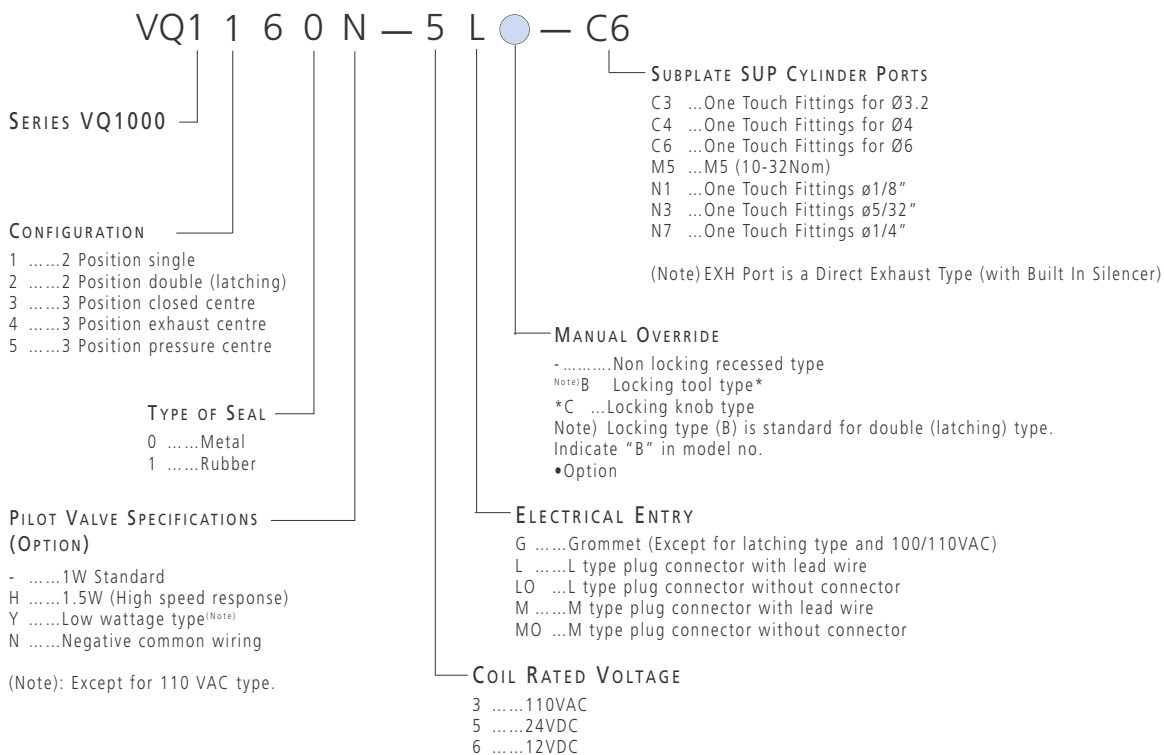 VQ1 1 6 0 N — 5 L — C6
SUBPLATE SUP CYLINDER PORTS
C3 ...One Touch Fittings for Ø3.2
C4 ...One Touch Fittings for Ø4
C6 ...One Touch Fittings for Ø6
M5 ...M5 (10-32Nom)
N1 ...One Touch Fittings ø1/8"
N3 ...One Touch Fittings ø5/32"
N7 ...One Touch Fittings ø1/4"
(Note) EXH Port is a Direct Exhaust Type (with Built In Silencer)
SERIES VQ1000
CONFIGURATION
1 ......2 Position single
2 ......2 Position double (latching)
3 ......3 Position closed centre
4 ......3 Position exhaust centre
5 ......3 Position pressure centre
MANUAL OVERRIDE
- ..........Non locking recessed type
Note)B Locking tool type*
*C ...Locking knob type
Note) Locking type (B) is standard for double (latching) type.
Indicate "B" in model no.
•Option
TYPE OF SEAL
0 ......Metal
1 ......Rubber
PILOT VALVE SPECIFICATIONS
(OPTION)
- ......1W Standard
H ......1.5W (High speed response)
Y ......Low wattage type(Note)
N ......Negative common wiring
(Note): Except for 110 VAC type.
ELECTRICAL ENTRY
G ......Grommet (Except for latching type and 100/110VAC)
L ......L type plug connector with lead wire
LO ...L type plug connector without connector
M ......M type plug connector with lead wire
MO ...M type plug connector without connector
COIL RATED VOLTAGE
3 ......110VAC
5 ......24VDC
6 ......12VDC